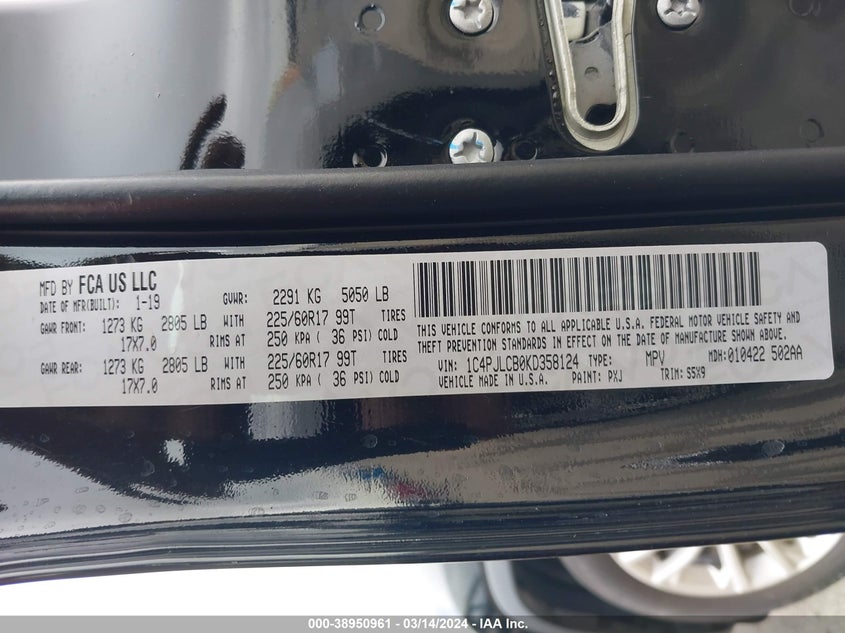 MFD BY FCA US LLC
DATE OF MFR(BUILT): 1-19 GVWR: 2291 KG 5050 LB
GAWR FRONT: 1273 KG 2805 LB WITH 225/60R17 99T TIRES
17X7.0 RIMS AT 250 KPA ( 36 PSI) COLD
GAWR REAR: 1273 KG 2805 LB WITH 225/60R17 99T TIRES
17X7.0 RIMS AT 250 KPA ( 36 PSI) COLD
THIS VEHICLE CONFORMS TO ALL APPLICABLE U.S.A. FEDERAL MOTOR VEHICLE SAFETY AND
THEFT PREVENTION STANDARDS IN EFFECT ON THE DATE OF MANUFACTURE SHOWN ABOVE.
VIN: 1C4PJLCB0KD358124 TYPE: MPV MDH:010422 502AA
VEHICLE MADE IN U.S.A. PAINT: PXJ TRIM: S5X9
000-38950961 - 03/14/2024 - IAA Inc.